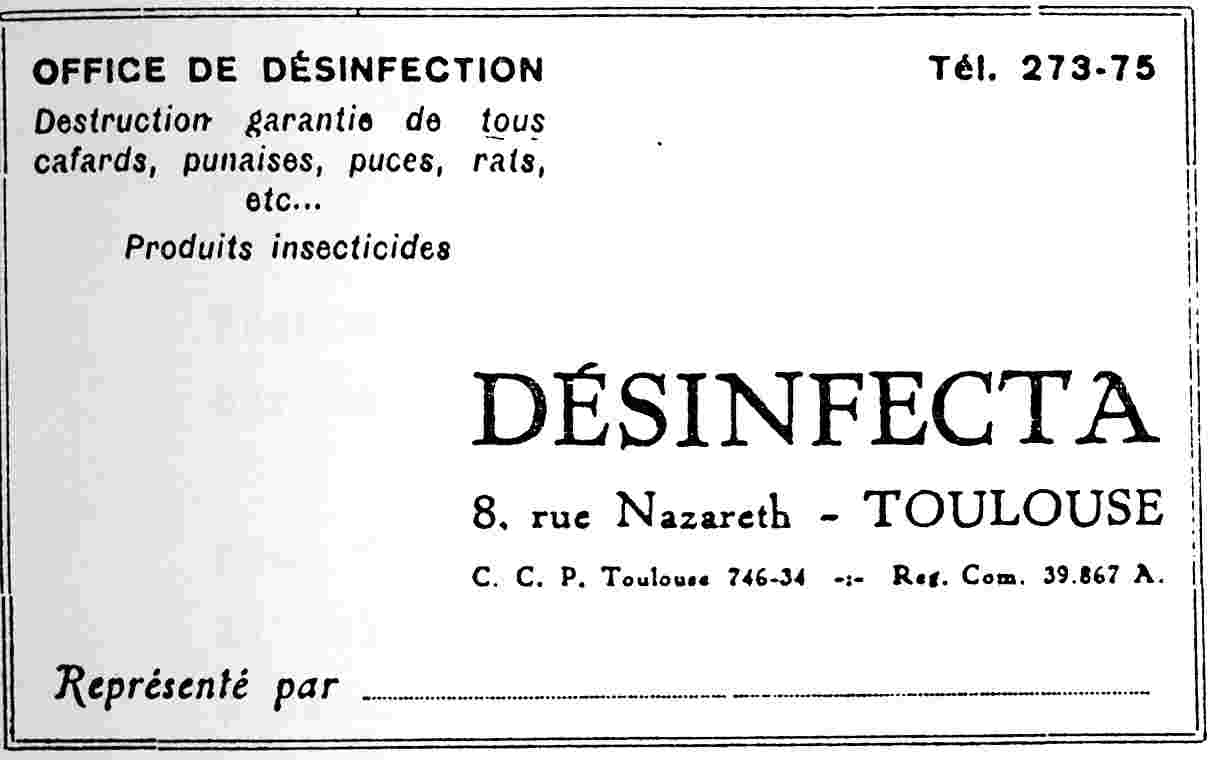 OFFICE DE DÉSINFECTION
Tél. 273-75
Destruction garantie de tous
cafards, punaises, puces, rats,
etc...
Produits insecticides
DÉSINFECTA
8, rue Nazareth - TOULOUSE
C. C. P. Toulouse 746-34 -:- Reg. Com. 39.867 A.
Représenté par